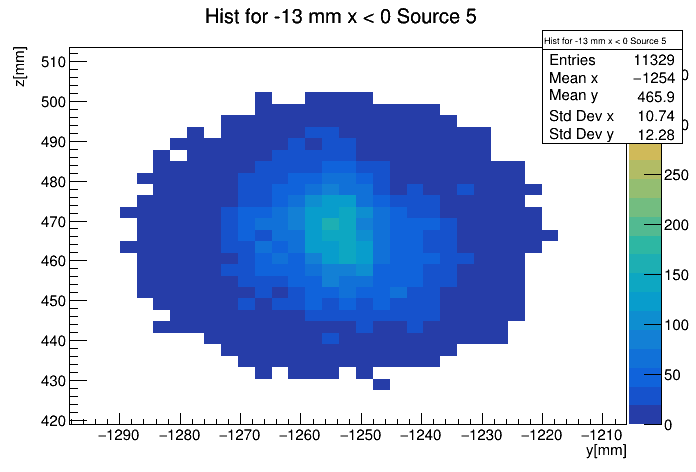 Hist for -13 mm x < 0 Source 5
z[mm]
Hist for -13 mm x < 0 Source 5
Entries 11329
Mean x −1254
Mean y 465.9
Std Dev x 10.74
Std Dev y 12.28
510
500
490
480
470
460
450
440
430
420
250
200
150
100
50
0
−1290 −1280 −1270 −1260 −1250 −1240 −1230 −1220 −1210
y[mm]